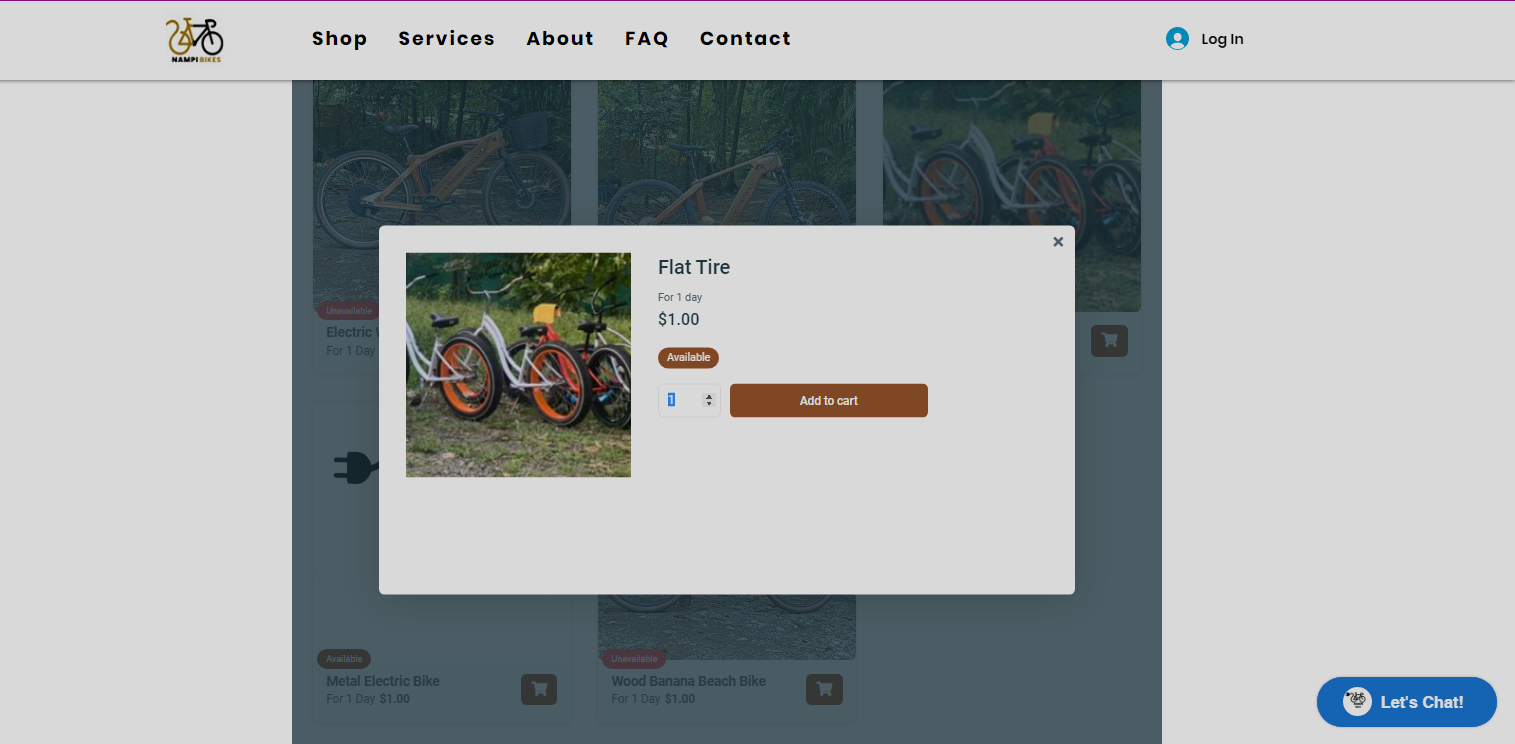 NAMPI BIKES
Shop
Services
About
FAQ
Contact
Log In
Unavailable
Electric
For 1 Day
Flat Tire
For 1 day
$1.00
Available
1
Add to cart
Available
Metal Electric Bike
For 1 Day $1.00
Unavailable
Wood Banana Beach Bike
For 1 Day $1.00
Let's Chat!